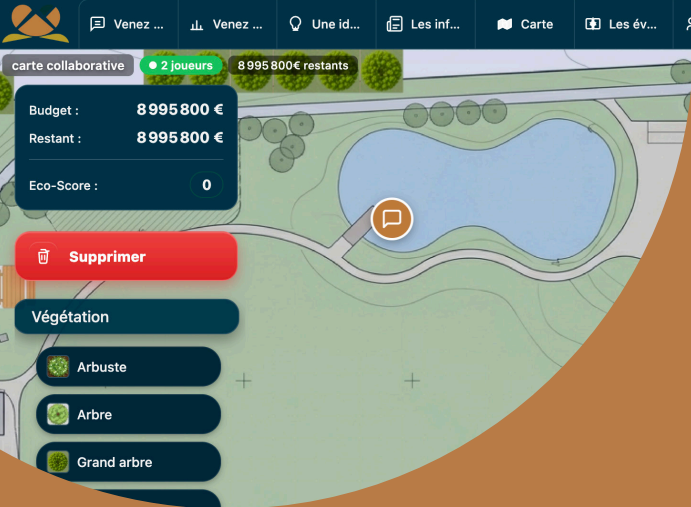 Venez ...
Venez ...
Une id...
Les inf...
Carte
Les év...
carte collaborative
2 joueurs
8 995 800€ restants
Budget :
8 995 800 €
Restant :
8 995 800 €
Eco-Score :
0
Supprimer
Végétation
Arbuste
Arbre
Grand arbre